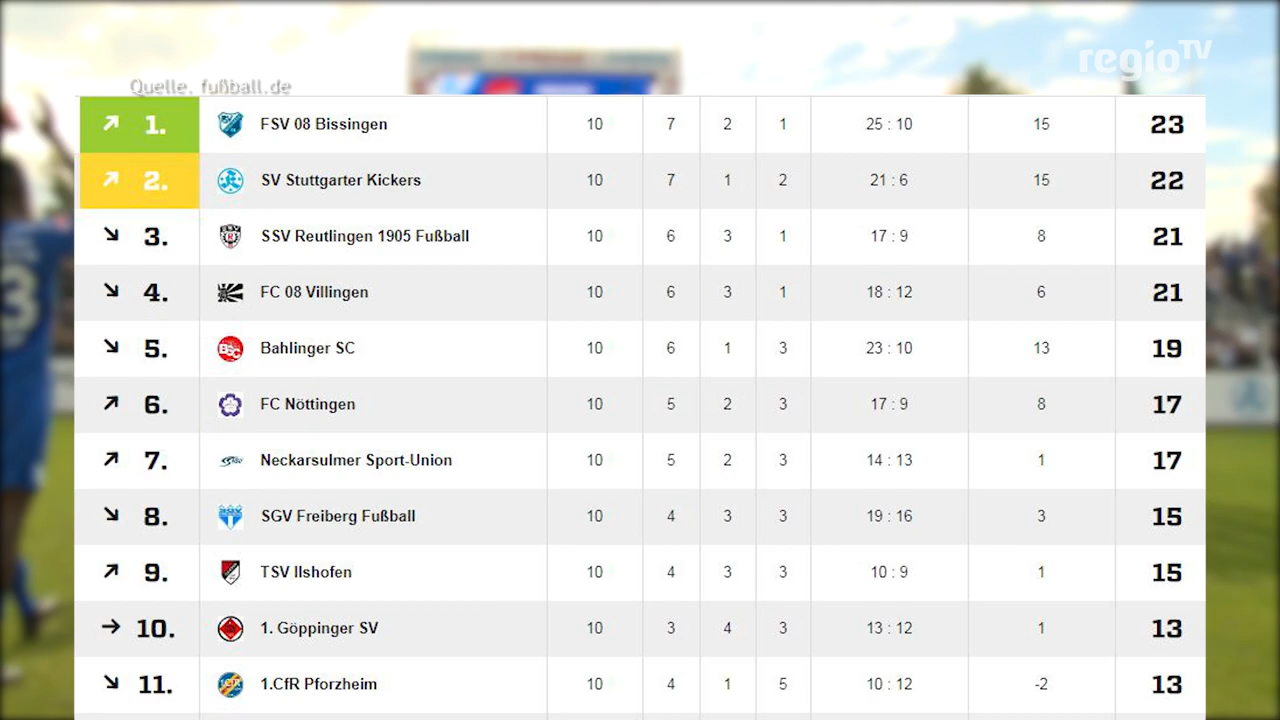 regioTV
Quelle. fußball.de
1. FSV 08 Bissingen 10 7 2 1 25 : 10 15 23
2. SV Stuttgarter Kickers 10 7 1 2 21 : 6 15 22
3. SSV Reutlingen 1905 Fußball 10 6 3 1 17 : 9 8 21
4. FC 08 Villingen 10 6 3 1 18 : 12 6 21
5. BSC Bahlinger SC 10 6 1 3 23 : 10 13 19
6. FC Nöttingen 10 5 2 3 17 : 9 8 17
7. Neckarsulmer Sport-Union 10 5 2 3 14 : 13 1 17
8. SGV Freiberg Fußball 10 4 3 3 19 : 16 3 15
9. TSV Ilshofen 10 4 3 3 10 : 9 1 15
10. 1. Göppinger SV 10 3 4 3 13 : 12 1 13
11. 1.CfR Pforzheim 10 4 1 5 10 : 12 -2 13